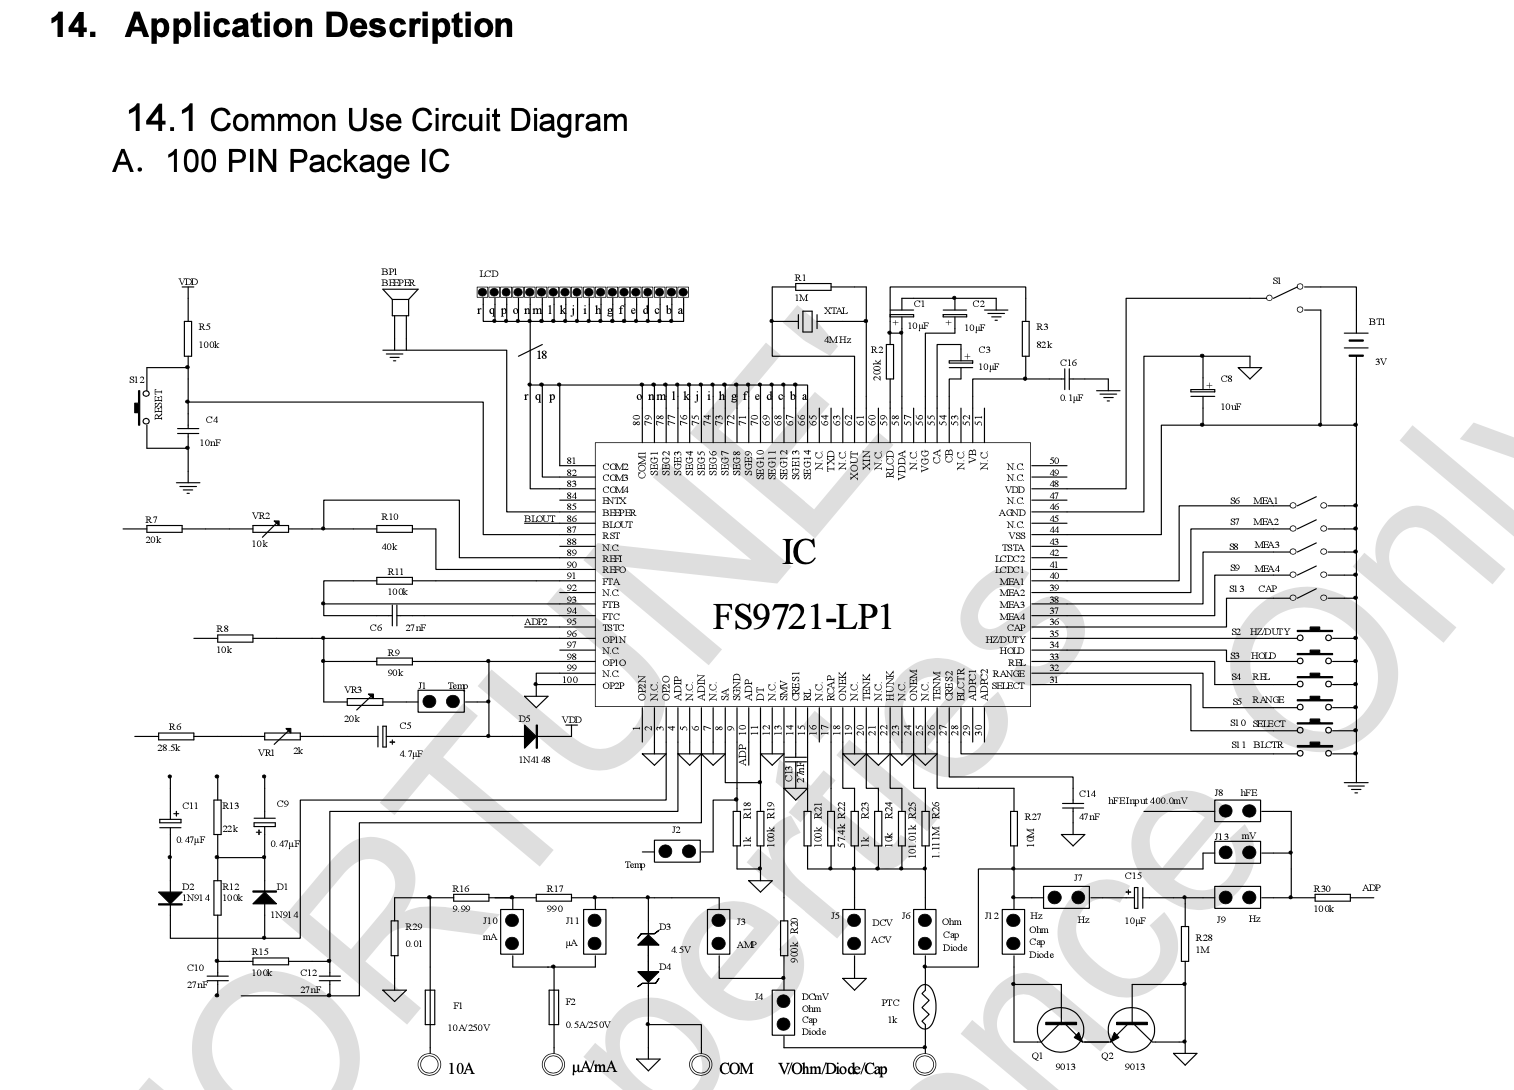 14. Application Description
14.1 Common Use Circuit Diagram
A. 100 PIN Package IC
VDD
R5
100k
S12
RESET
C4
10nF
BP1
BEEPER
LCD
r q p o n m l k j i h g f e d c b a
18
r q p
o n m l k j i h g f e d c b a
R1
1M
XTAL
4MHz
R2
200k
C1
10μF
C2
10μF
C3
10μF
R3
82k
C16
0.1μF
S1
BT1
3V
C8
10uF
80 79 78 77 76 75 74 73 72 71 70 69 68 67 66 65 64 63 62 61 60 59 58 57 56 55 54 53 52 51
COM1
SEG1
SEG2
SGE3
SEG4
SEG5
SEG6
SEG7
SEG8
SGE9
SEG10
SEG11
SEG12
SGE13
SEG14
N.C.
TXD
N.C.
XOUT
XIN
N.C.
RLCD
VDDA
N.C.
VGG
CA
CB
N.C.
VB
N.C.
81 COM2
82 COM3
83 COM4
84 ENTX
85 BEEPER
BLOUT 86 BLOUT
87 RST
88 N.C.
89 REFI
90 REFO
91 FTA
92 N.C.
93 FTB
94 FTC
ADP2 95 TSTC
96 OP1N
97 N.C.
98 OP1O
99 N.C.
100 OP2P
IC
FS9721-LP1
N.C. 50
N.C. 49
VDD 48
N.C. 47
AGND 46
N.C. 45
VSS 44
TSTA 43
LCDC2 42
LCDC1 41
MEA1 40
MEA2 39
MEA3 38
MEA4 37
CAP 36
HZ/DUTY 35
HOLD 34
REL 33
RANGE 32
SELECT 31
OP2N
N.C.
OP2O
ADIP
N.C.
ADIN
N.C.
SA
SGND
ADP
DT
N.C.
SMV
CRES1
RL
N.C.
RCAP
ONEK
N.C.
TENK
N.C.
HUNK
N.C.
ONEM
N.C.
TENM
CRES2
BLCTR
ADPC1
ADPC2
1 2 3 4 5 6 7 8 9 10 11 12 13 14 15 16 17 18 19 20 21 22 23 24 25 26 27 28 29 30
S6 MEA1
S7 MEA2
S8 MEA3
S9 MEA4
S13 CAP
S2 HZ/DUTY
S3 HOLD
S4 REL
S5 RANGE
S10 SELECT
S11 BLCTR
R7
20k
VR2
10k
R10
40k
R11
100k
C6 27nF
R8
10k
R9
90k
VR3
20k
J1 Temp
R6
28.5k
VR1 2k
C5
4.7μF
D5
1N4148
VDD
ADP
C13
27nF
C11
0.47μF
R13
22k
C9
0.47μF
D2
1N914
R12
100k
D1
1N914
R15
100k
C10
27nF
C12
27nF
J2
Temp
R18
1k
R19
100k
R21
100k
R22
57.4k
R23
1k
R24
10k
R25
101.01k
R26
1.111M
R27
10M
C14
47nF
hFE Input 400.0mV
J8 hFE
J13 mV
J7
Hz
C15
10μF
J9 Hz
R30
100k
ADP
R28
1M
R16
9.99
R17
990
R29
0.01
J10
mA
J11
μA
D3
4.5V
D4
J3
AMP
R20
900k
J5 DCV
ACV
J6 Ohm
Cap
Diode
J12 Hz
Ohm
Cap
Diode
J4 DCmV
Ohm
Cap
Diode
PTC
1k
Q1
9013
Q2
9013
F1
10A/250V
F2
0.5A/250V
10A
μA/mA
COM
V/Ohm/Diode/Cap